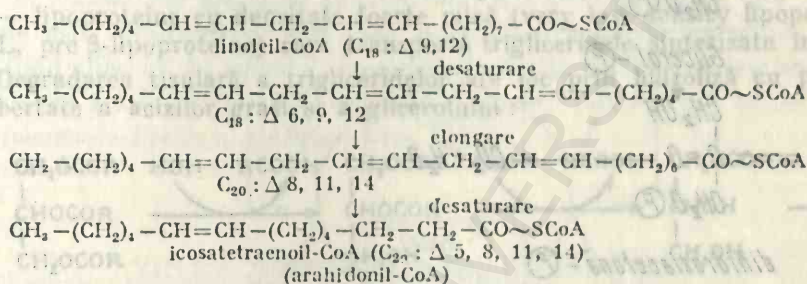 CH₃–(CH₂)₄–CH=CH–CH₂–CH=CH–(CH₂)₇–CO~SCoA
linoleil-CoA (C₁₈ : Δ 9,12)
↓ desaturare
CH₃–(CH₂)₄–CH=CH–CH₂–CH=CH–CH₂–CH=CH–(CH₂)₄–CO~SCoA
C₁₈ : Δ 6, 9, 12
↓ elongare
CH₂–(CH₂)₄–CH=CH–CH₂–CH=CH–CH₂–CH=CH–(CH₂)₆–CO~SCoA
C₂₀ : Δ 8, 11, 14
↓ desaturare
CH₃–(CH₂)₄–CH=CH–(CH₂)₄–CH₂–CH₂–CO~SCoA
icosatetraenoil-CoA (C₂₀ : Δ 5, 8, 11, 14)
(arahidonil-CoA)